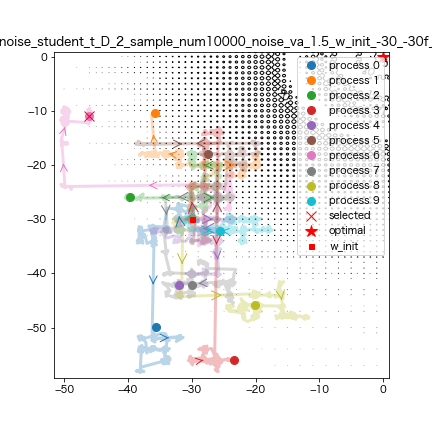 noise_student_t_D_2_sample_num10000_noise_va_1.5_w_init_-30_-30f_
0
−10
−20
−30
−40
−50
−50
−40
−30
−20
−10
0
process 0
process 1
process 2
process 3
process 4
process 5
process 6
process 7
process 8
process 9
selected
optimal
w_init